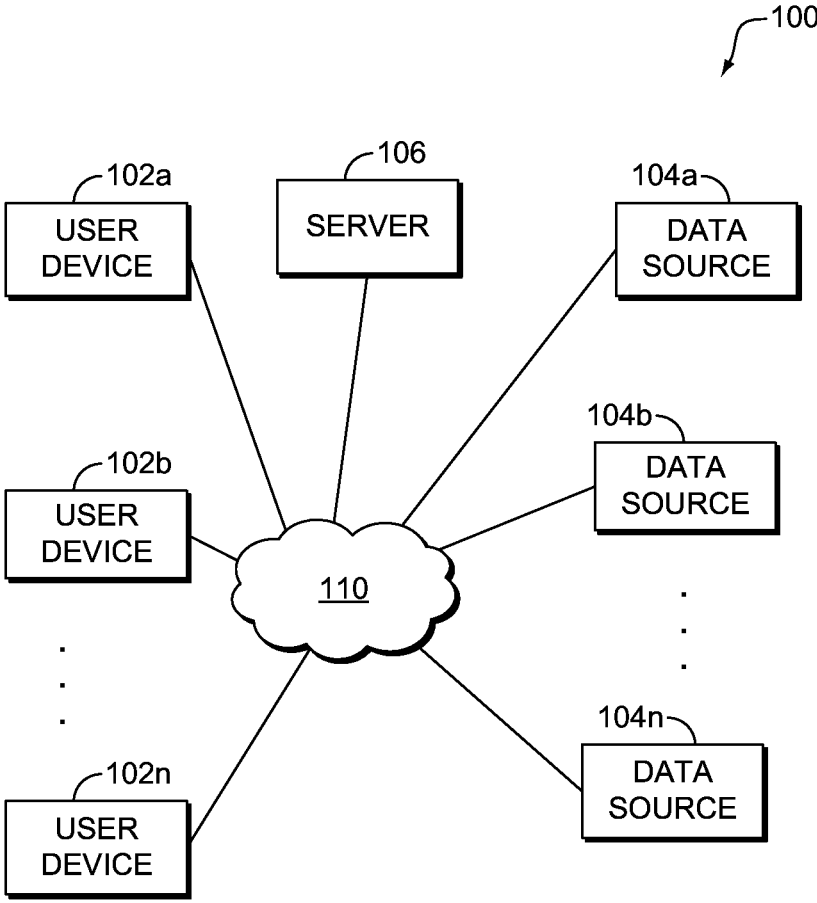 100
106
102a
104a
USER
DEVICE
SERVER
DATA
SOURCE
104b
102b
DATA
SOURCE
USER
DEVICE
110
104n
102n
DATA
SOURCE
USER
DEVICE